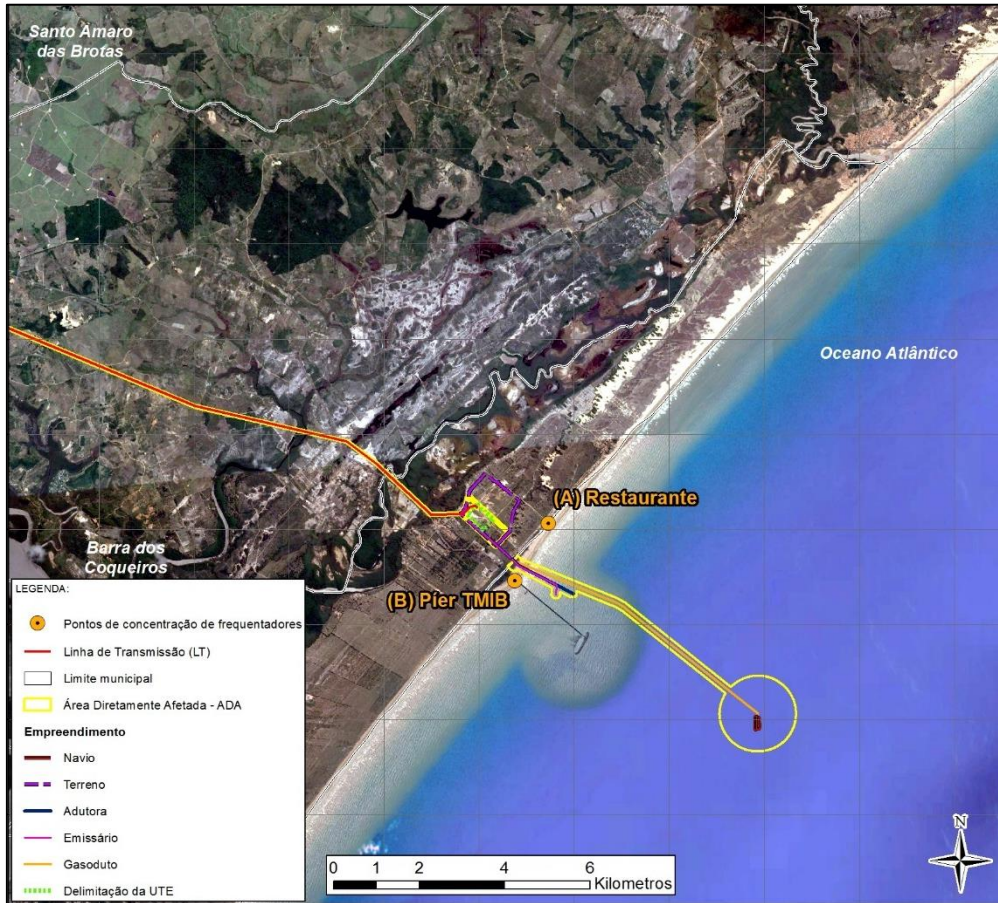 Santo Amaro
das Brotas
Oceano Atlântico
(A) Restaurante
Barra dos
Coqueiros
(B) Píer TMIB
LEGENDA:
Pontos de concentração de frequentadores
Linha de Transmissão (LT)
Limite municipal
Área Diretamente Afetada - ADA
Empreendimento
Navio
Terreno
Adutora
Emissário
Gasoduto
Delimitação da UTE
0 1 2 4 6
Kilometros
N